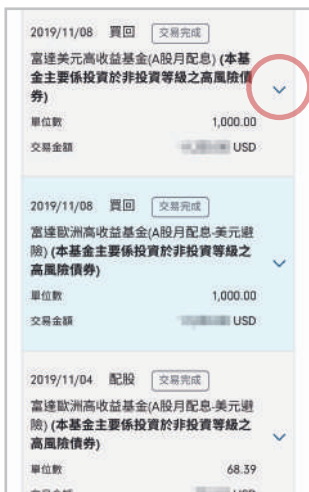 2019/11/08 買回 交易完成
富達美元高收益基金(A股月配息) (本基
金主要係投資於非投資等級之高風險債
券)
單位數 1,000.00
交易金額 USD
2019/11/08 買回 交易完成
富達歐洲高收益基金(A股月配息-美元避
險) (本基金主要係投資於非投資等級之
高風險債券)
單位數 1,000.00
交易金額 USD
2019/11/04 配股 交易完成
富達歐洲高收益基金(A股月配息-美元避
險) (本基金主要係投資於非投資等級之
高風險債券)
單位數 68.39